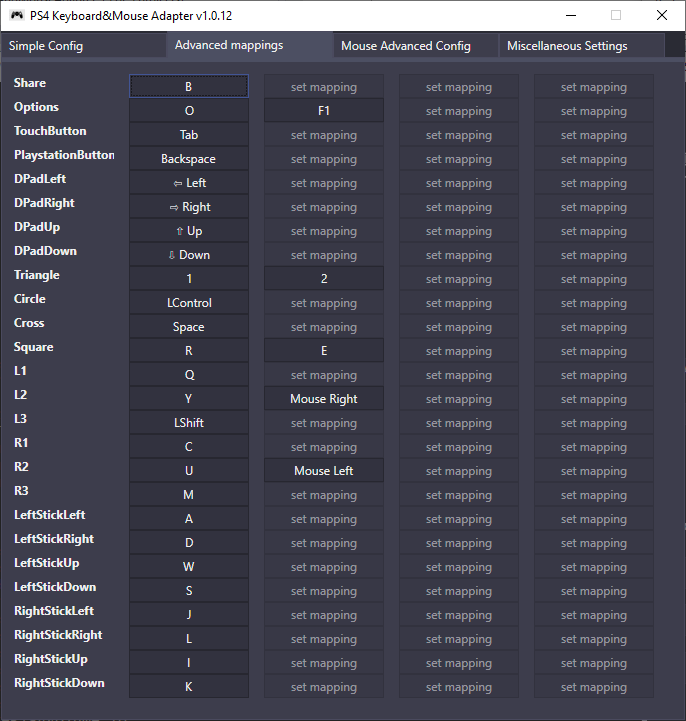 PS4 Keyboard&Mouse Adapter v1.0.12
Simple Config Advanced mappings Mouse Advanced Config Miscellaneous Settings
Share B set mapping set mapping set mapping
Options O F1 set mapping set mapping
TouchButton Tab set mapping set mapping set mapping
PlaystationButton Backspace set mapping set mapping set mapping
DPadLeft ⇦ Left set mapping set mapping set mapping
DPadRight ⇨ Right set mapping set mapping set mapping
DPadUp ⇧ Up set mapping set mapping set mapping
DPadDown ⇩ Down set mapping set mapping set mapping
Triangle 1 2 set mapping set mapping
Circle LControl set mapping set mapping set mapping
Cross Space set mapping set mapping set mapping
Square R E set mapping set mapping
L1 Q set mapping set mapping set mapping
L2 Y Mouse Right set mapping set mapping
L3 LShift set mapping set mapping set mapping
R1 C set mapping set mapping set mapping
R2 U Mouse Left set mapping set mapping
R3 M set mapping set mapping set mapping
LeftStickLeft A set mapping set mapping set mapping
LeftStickRight D set mapping set mapping set mapping
LeftStickUp W set mapping set mapping set mapping
LeftStickDown S set mapping set mapping set mapping
RightStickLeft J set mapping set mapping set mapping
RightStickRight L set mapping set mapping set mapping
RightStickUp I set mapping set mapping set mapping
RightStickDown K set mapping set mapping set mapping